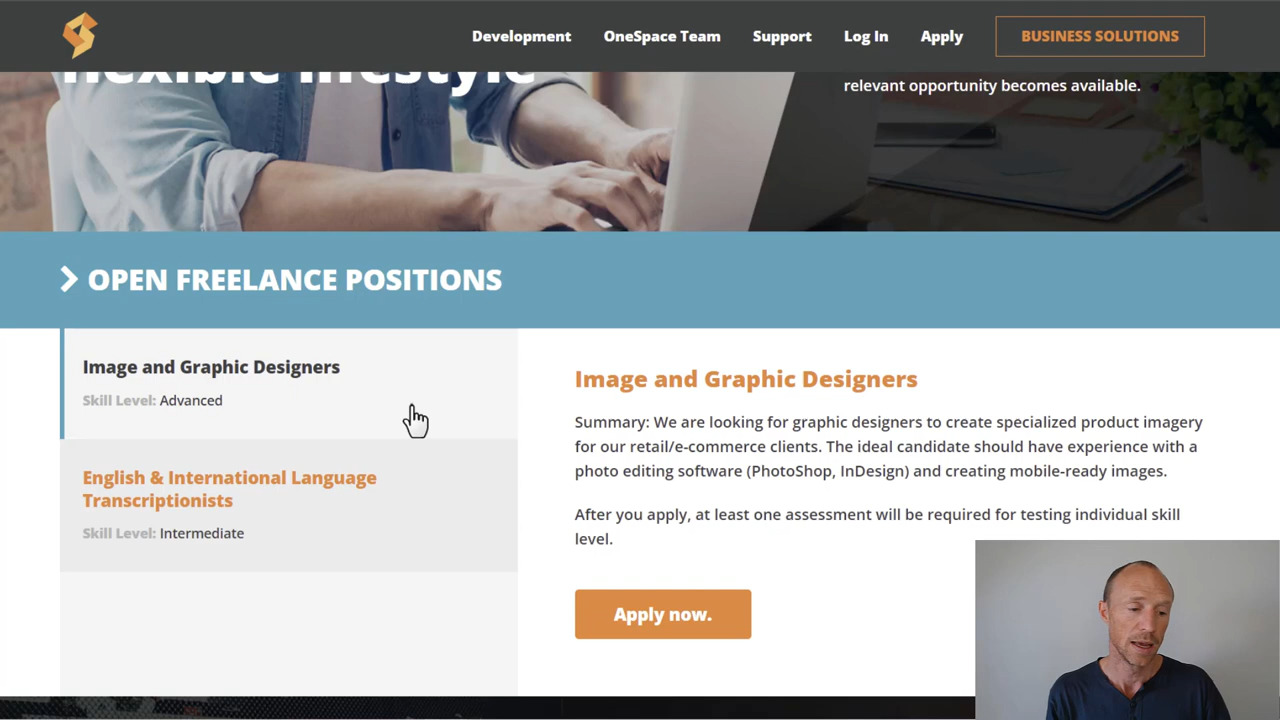 Development OneSpace Team Support Log In Apply BUSINESS SOLUTIONS
flexible lifestyle
relevant opportunity becomes available.
OPEN FREELANCE POSITIONS
Image and Graphic Designers
Skill Level: Advanced
English & International Language
Transcriptionists
Skill Level: Intermediate
Image and Graphic Designers
Summary: We are looking for graphic designers to create specialized product imagery
for our retail/e-commerce clients. The ideal candidate should have experience with a
photo editing software (PhotoShop, InDesign) and creating mobile-ready images.
After you apply, at least one assessment will be required for testing individual skill
level.
Apply now.